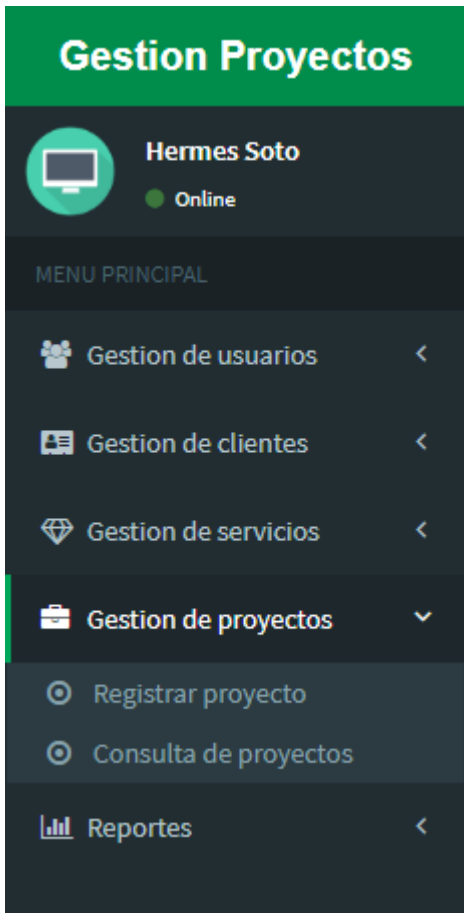 Gestion Proyectos
Hermes Soto
Online
MENU PRINCIPAL
Gestion de usuarios
Gestion de clientes
Gestion de servicios
Gestion de proyectos
Registrar proyecto
Consulta de proyectos
Reportes